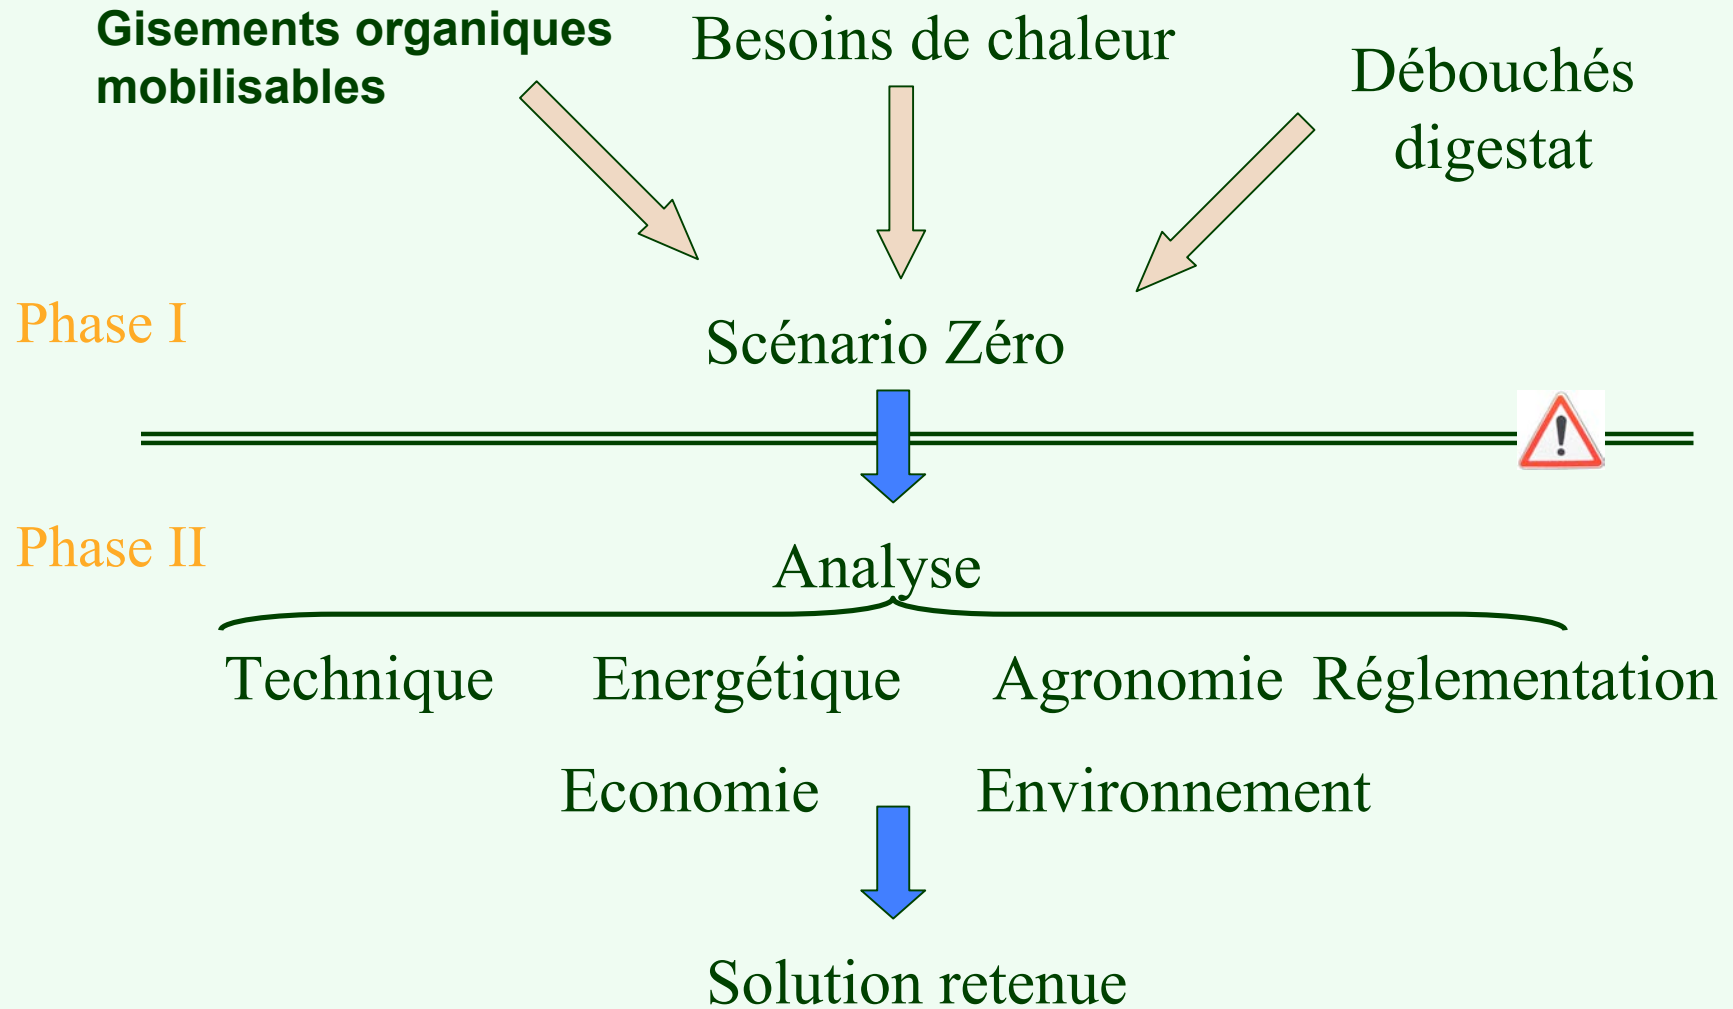 Gisements organiques
mobilisables
Besoins de chaleur
Débouchés
digestat
Phase I
Scénario Zéro
Phase II
Analyse
Technique
Energétique
Agronomie
Réglementation
Economie
Environnement
Solution retenue